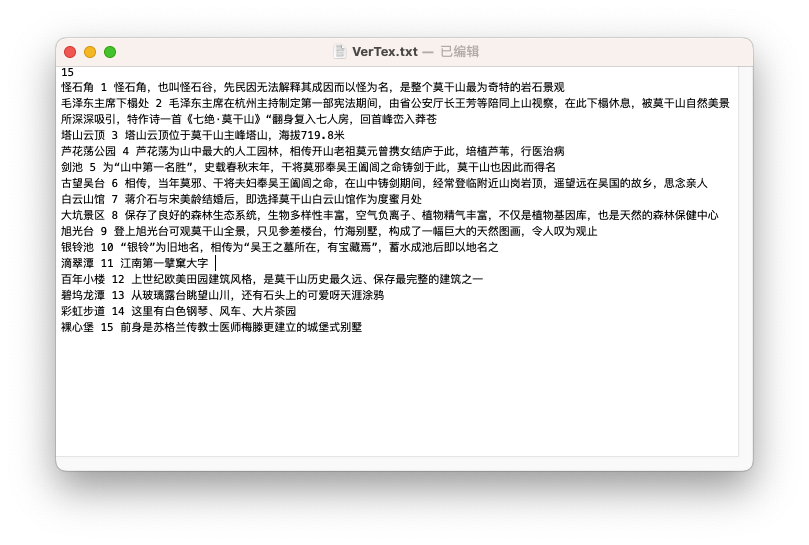 VerTex.txt — 已编辑
15
怪石角 1 怪石角，也叫怪石谷，先民因无法解释其成因而以怪为名，是整个莫干山最为奇特的岩石景观
毛泽东主席下榻处 2 毛泽东主席在杭州主持制定第一部宪法期间，由省公安厅长王芳等陪同上山视察，在此下榻休息，被莫干山自然美景
所深深吸引，特作诗一首《七绝·莫干山》“翻身复入七人房，回首峰峦入莽苍
塔山云顶 3 塔山云顶位于莫干山主峰塔山，海拔719.8米
芦花荡公园 4 芦花荡为山中最大的人工园林，相传开山老祖莫元曾携女结庐于此，培植芦苇，行医治病
剑池 5 为“山中第一名胜”，史载春秋末年，干将莫邪奉吴王阖闾之命铸剑于此，莫干山也因此而得名
古望吴台 6 相传，当年莫邪、干将夫妇奉吴王阖闾之命，在山中铸剑期间，经常登临附近山岗岩顶，遥望远在吴国的故乡，思念亲人
白云山馆 7 蒋介石与宋美龄结婚后，即选择莫干山白云山馆作为度蜜月处
大坑景区 8 保存了良好的森林生态系统，生物多样性丰富，空气负离子、植物精气丰富，不仅是植物基因库，也是天然的森林保健中心
旭光台 9 登上旭光台可观莫干山全景，只见参差楼台，竹海别墅，构成了一幅巨大的天然图画，令人叹为观止
银铃池 10 “银铃”为旧地名，相传为“吴王之墓所在，有宝藏焉”，蓄水成池后即以地名之
滴翠潭 11 江南第一擘窠大字
百年小楼 12 上世纪欧美田园建筑风格，是莫干山历史最久远、保存最完整的建筑之一
碧坞龙潭 13 从玻璃露台眺望山川，还有石头上的可爱呀天涯涂鸦
彩虹步道 14 这里有白色钢琴、风车、大片茶园
裸心堡 15 前身是苏格兰传教士医师梅滕更建立的城堡式别墅